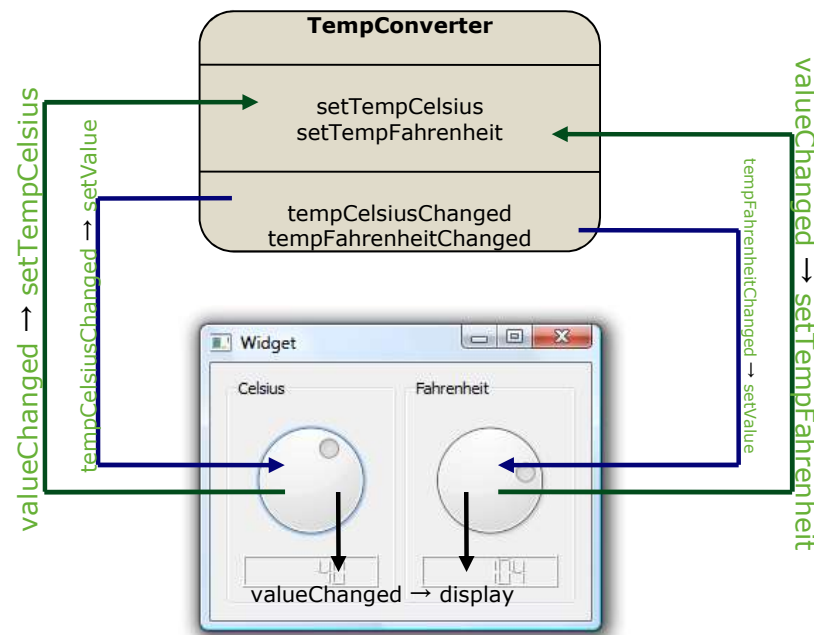 TempConverter
setTempCelsius
setTempFahrenheit
tempCelsiusChanged
tempFahrenheitChanged
valueChanged → setTempCelsius
tempCelsiusChanged → setValue
tempFahrenheitChanged → setValue
valueChanged → setTempFahrenheit
Widget
Celsius
Fahrenheit
40
104
valueChanged → display